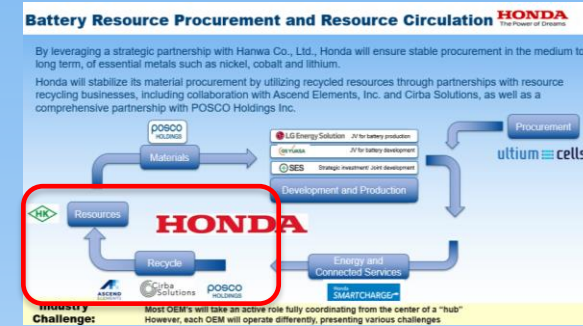 Battery Resource Procurement and Resource Circulation HONDA
The Power of Dreams
By leveraging a strategic partnership with Hanwa Co., Ltd., Honda will ensure stable procurement in the medium to
long term, of essential metals such as nickel, cobalt and lithium.
Honda will stabilize its material procurement by utilizing recycled resources through partnerships with resource
recycling businesses, including collaboration with Ascend Elements, Inc. and Cirba Solutions, as well as a
comprehensive partnership with POSCO Holdings Inc.
posco
HOLDINGS
Materials
LG Energy Solution JV for battery production
GS YUASA JV for battery development
SES Strategic investment/ Joint development
Development and Production
Procurement
ultium cells
HK
Resources
HONDA
Recycle
ASCEND
ELEMENTS
Cirba
Solutions
posco
HOLDINGS
Energy and
Connected Services
Honda
SMARTCHARGE
Industry
Challenge:
Most OEM's will take an active role fully coordinating from the center of a "hub"
However, each OEM will operate differently, presenting various challenges